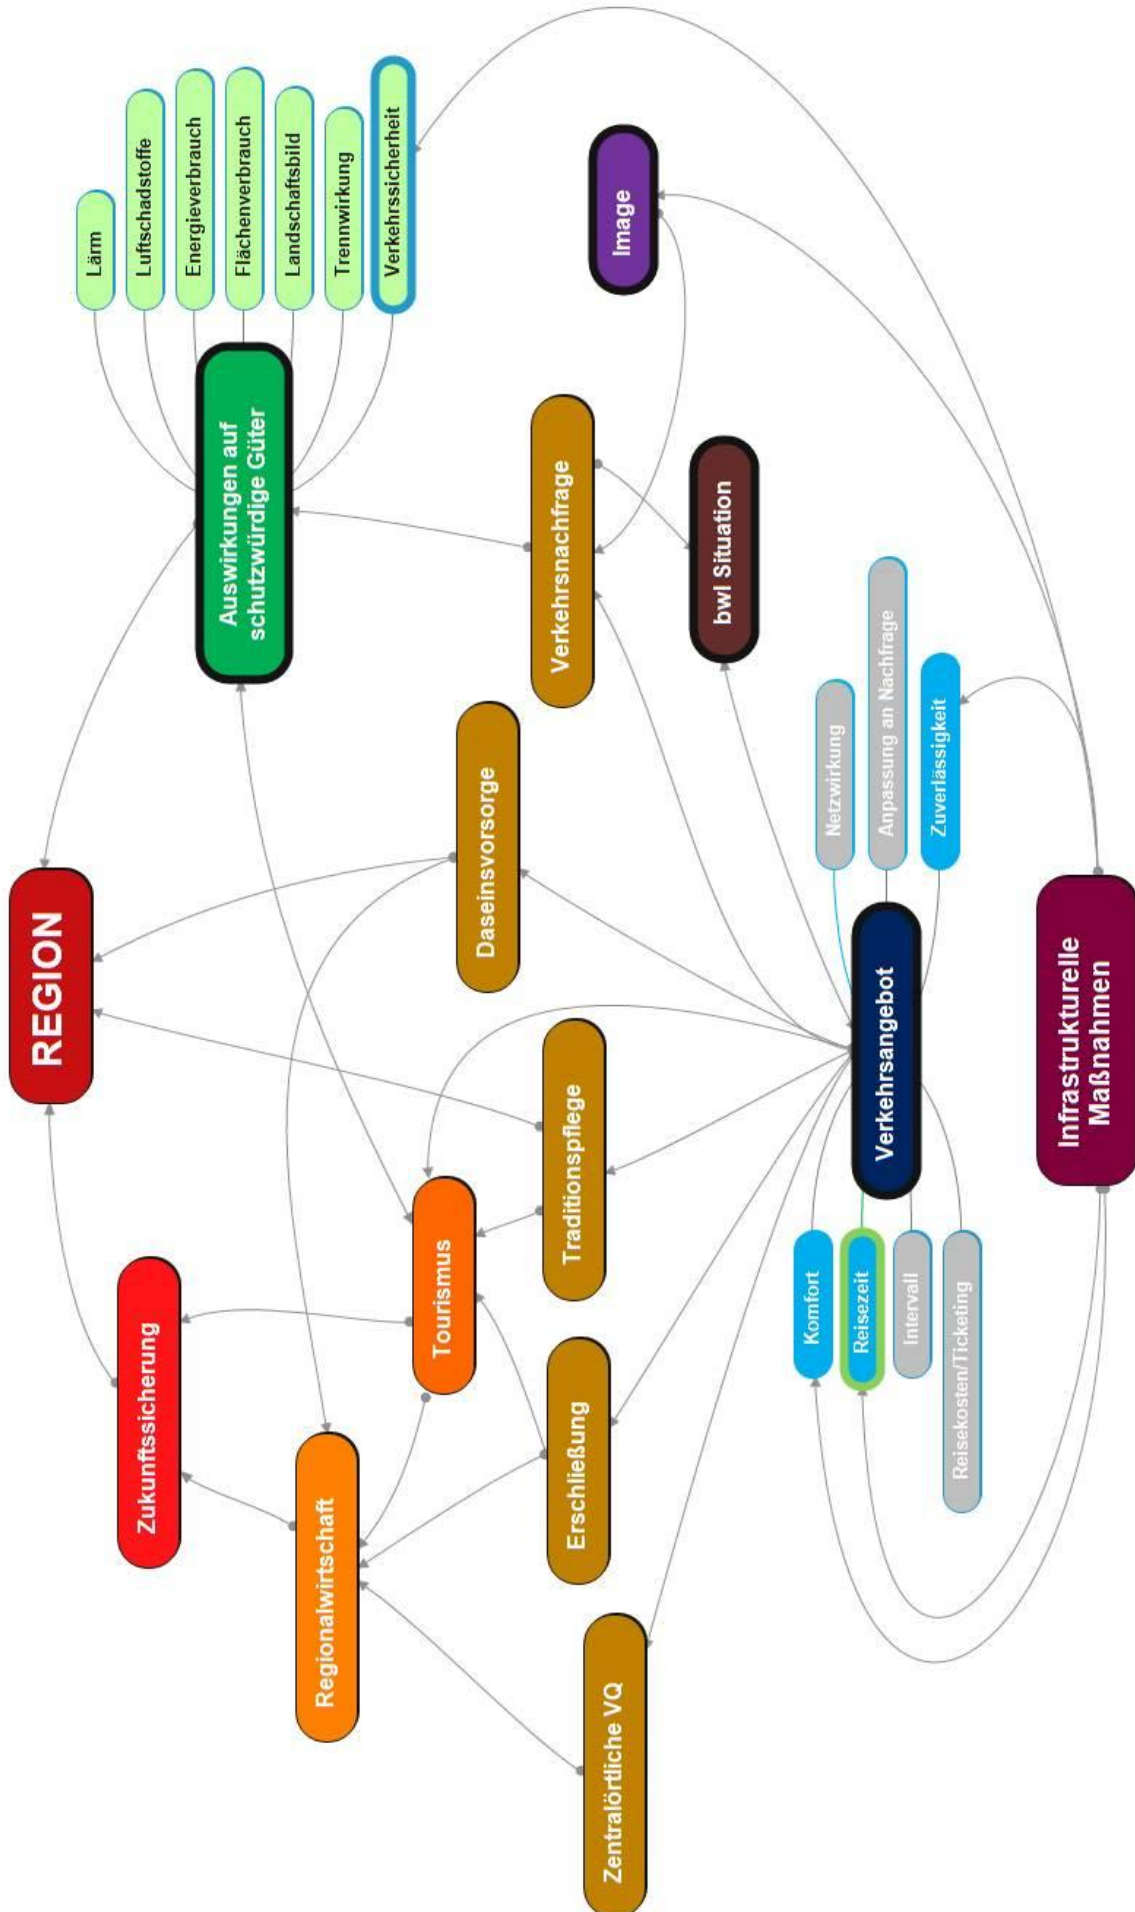 REGION
Zukunftssicherung
Regionalwirtschaft
Tourismus
Auswirkungen auf
schutzwürdige Güter
Lärm
Luftschadstoffe
Energieverbrauch
Flächenverbrauch
Landschaftsbild
Trennwirkung
Verkehrssicherheit
Zentralörtliche VQ
Erschließung
Traditionspflege
Daseinsvorsorge
Verkehrsnachfrage
Image
bwl Situation
Komfort
Reisezeit
Intervall
Reisekosten/Ticketing
Verkehrsangebot
Netzwirkung
Anpassung an Nachfrage
Zuverlässigkeit
Infrastrukturelle
Maßnahmen